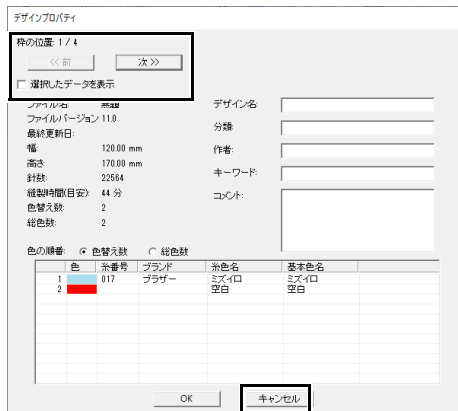 デザインプロパティ
枠の位置: 1 / 4
<< 前 次 >>
選択したデータを表示
ファイル名: 無題 デザイン名:
ファイルバージョン 11.0
分類:
最終更新日:
幅: 120.00 mm 作者:
高さ: 170.00 mm
針数: 22564 キーワード:
縫製時間(目安): 44 分 コメント:
色替え数: 2
総色数: 2
色の順番: 色替え数 総色数
色 糸番号 ブランド 糸色名 基本色名
1 017 ブラザー ミズイロ ミズイロ
2 空白 空白
OK キャンセル